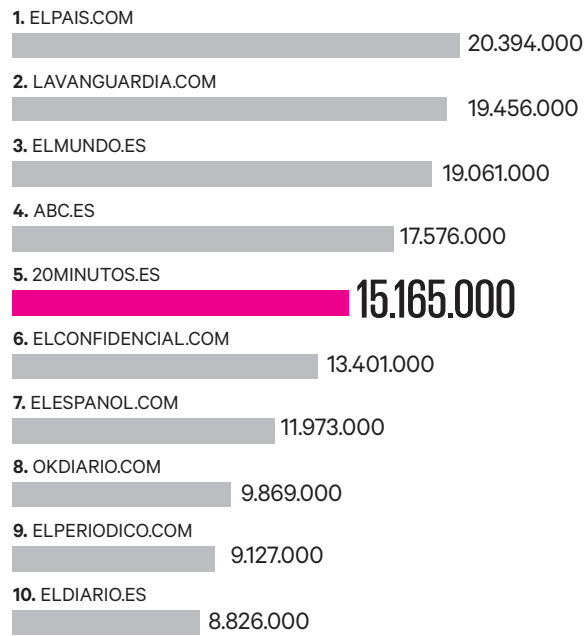 1. ELPAIS.COM
20.394.000
2. LAVANGUARDIA.COM
19.456.000
3. ELMUNDO.ES
19.061.000
4. ABC.ES
17.576.000
5. 20MINUTOS.ES
15.165.000
6. ELCONFIDENCIAL.COM
13.401.000
7. ELESPANOL.COM
11.973.000
8. OKDIARIO.COM
9.869.000
9. ELPERIODICO.COM
9.127.000
10. ELDIARIO.ES
8.826.000